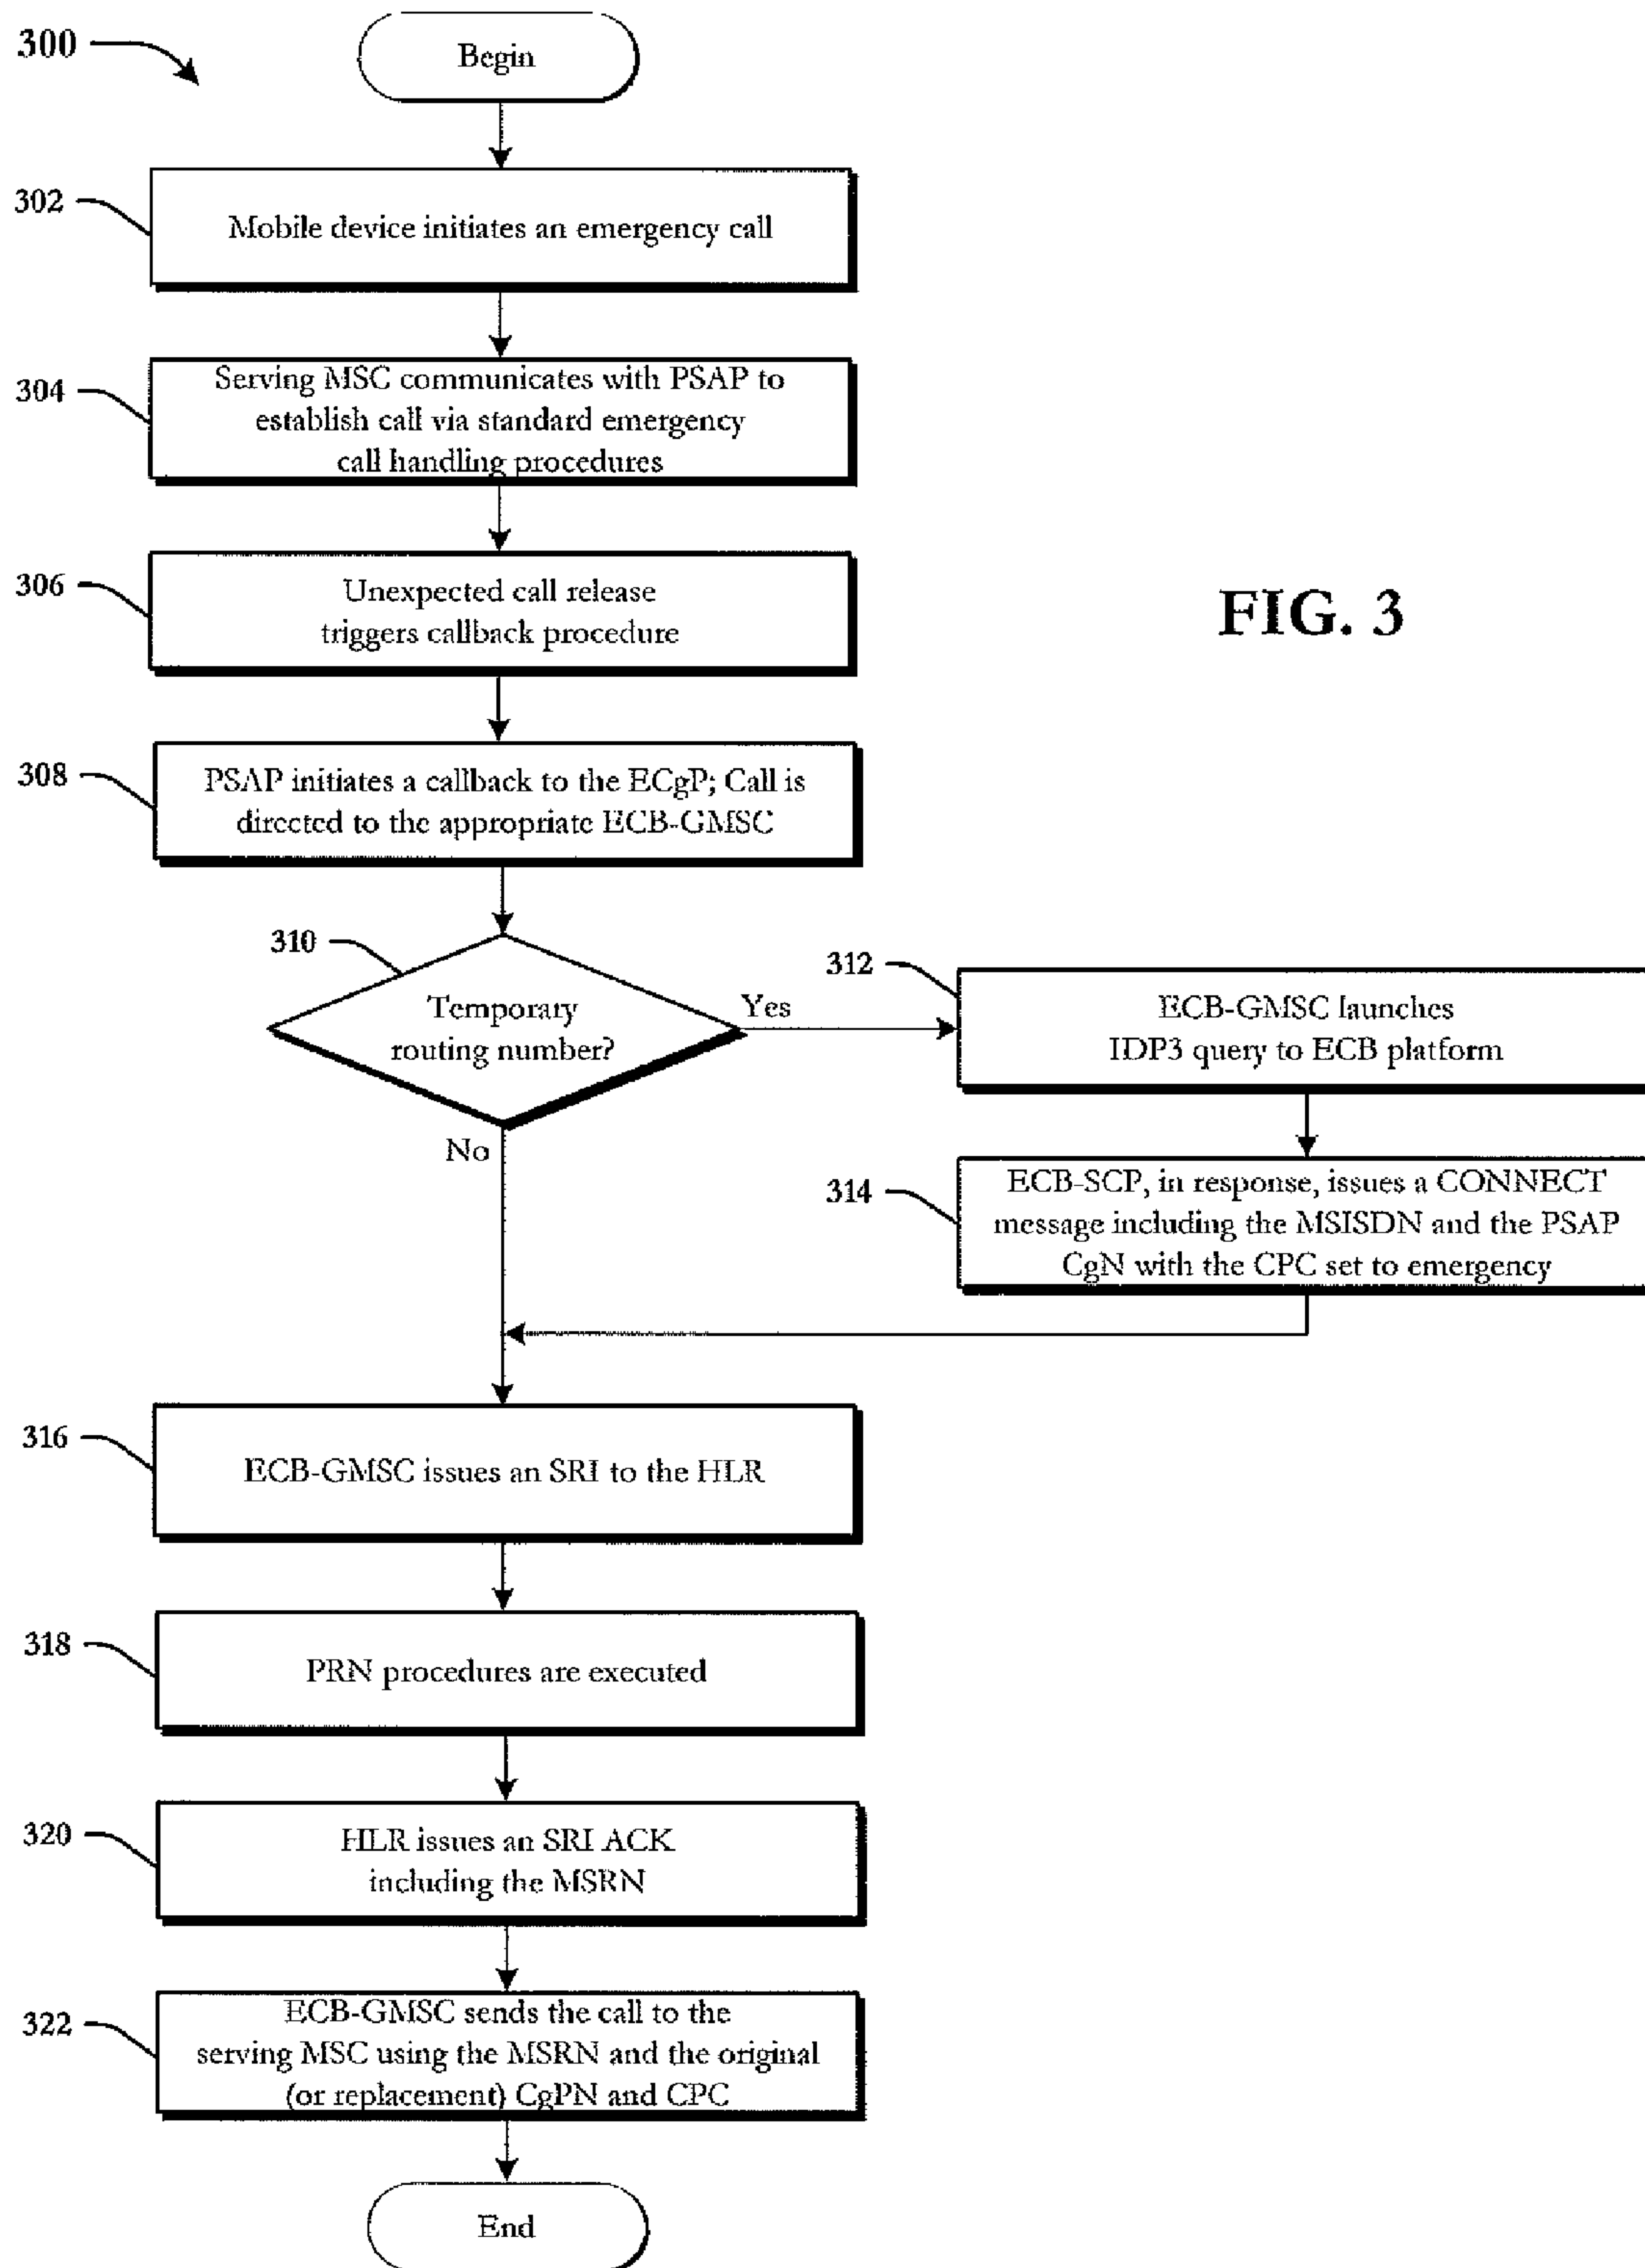 300
Begin
302
Mobile device initiates an emergency call
304
Serving MSC communicates with PSAP to
establish call via standard emergency
call handling procedures
306
Unexpected call release
triggers callback procedure
FIG. 3
308
PSAP initiates a callback to the ECgP; Call is
directed to the appropriate ECB-GMSC
310
Temporary
routing number?
Yes
No
312
ECB-GMSC launches
IDP3 query to ECB platform
314
ECB-SCP, in response, issues a CONNECT
message including the MSISDN and the PSAP
CgN with the CPC set to emergency
316
ECB-GMSC issues an SRI to the HLR
318
PRN procedures are executed
320
HLR issues an SRI ACK
including the MSRN
322
ECB-GMSC sends the call to the
serving MSC using the MSRN and the original
(or replacement) CgPN and CPC
End